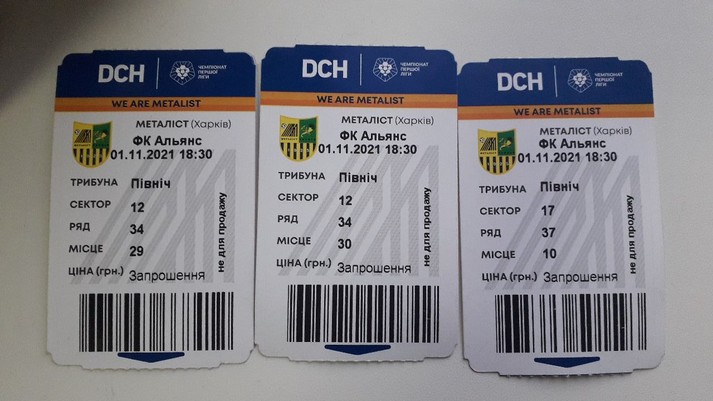 DCH
ЧЕМПІОНАТ
ПЕРШОЇ
ЛІГИ
WE ARE METALIST
МЕТАЛІСТ (Харків)
ФК Альянс
01.11.2021 18:30
ТРИБУНА Північ
СЕКТОР 12
РЯД 34
МІСЦЕ 29
ЦІНА (грн.) Запрошення
не для продажу
DCH
ЧЕМПІОНАТ
ПЕРШОЇ
ЛІГИ
WE ARE METALIST
МЕТАЛІСТ (Харків)
ФК Альянс
01.11.2021 18:30
ТРИБУНА Північ
СЕКТОР 12
РЯД 34
МІСЦЕ 30
ЦІНА (грн.) Запрошення
не для продажу
DCH
ЧЕМПІОНАТ
ПЕРШОЇ
ЛІГИ
WE ARE METALIST
МЕТАЛІСТ (Харків)
ФК Альянс
01.11.2021 18:30
ТРИБУНА Північ
СЕКТОР 17
РЯД 37
МІСЦЕ 10
ЦІНА (грн.) Запрошення
не для продажу